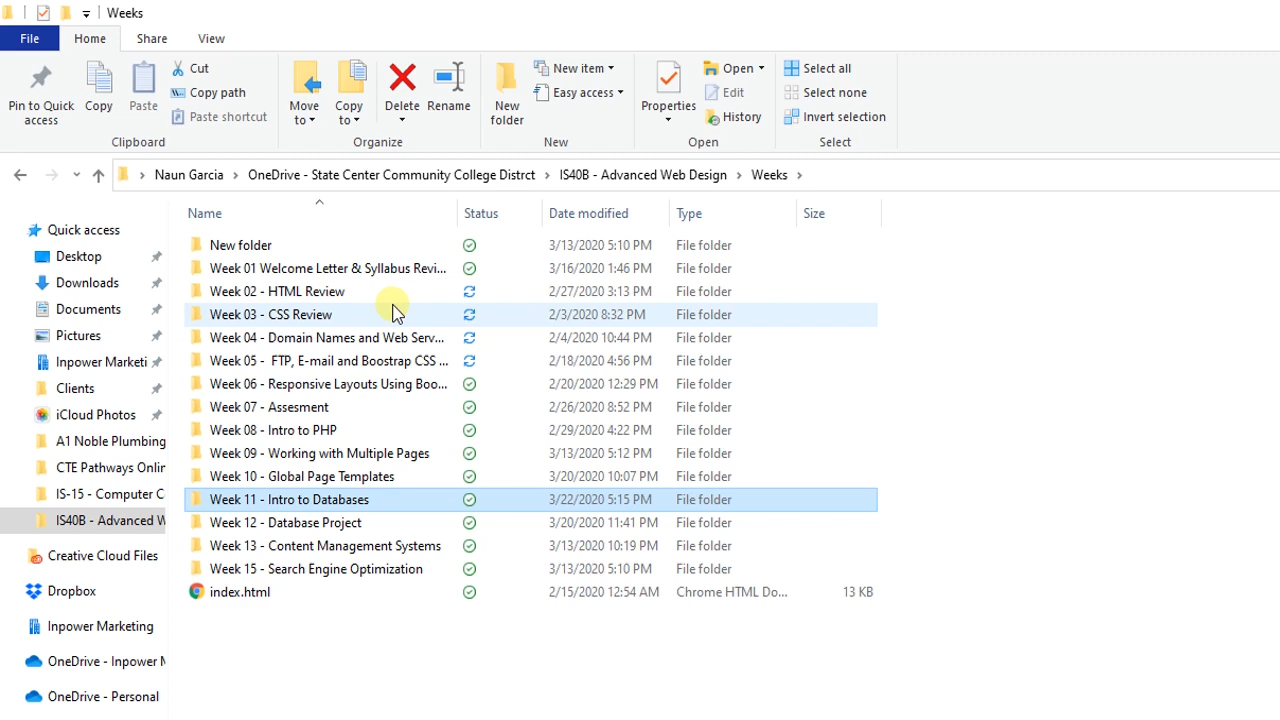 Weeks
File Home Share View
Pin to Quick access
Copy
Paste
Cut
Copy path
Paste shortcut
Clipboard
Move to
Copy to
Delete
Rename
Organize
New folder
New item
Easy access
New
Properties
Open
Edit
History
Open
Select all
Select none
Invert selection
Select
Naun Garcia > OneDrive - State Center Community College Distrct > IS40B - Advanced Web Design > Weeks >
Quick access
Desktop
Downloads
Documents
Pictures
Inpower Marketi
Clients
iCloud Photos
A1 Noble Plumbing
CTE Pathways Onlir
IS-15 - Computer C
IS40B - Advanced W
Creative Cloud Files
Dropbox
Inpower Marketing
OneDrive - Inpower M
OneDrive - Personal
Name Status Date modified Type Size
New folder 3/13/2020 5:10 PM File folder
Week 01 Welcome Letter & Syllabus Revi... 3/16/2020 1:46 PM File folder
Week 02 - HTML Review 2/27/2020 3:13 PM File folder
Week 03 - CSS Review 2/3/2020 8:32 PM File folder
Week 04 - Domain Names and Web Serv... 2/4/2020 10:44 PM File folder
Week 05 - FTP, E-mail and Boostrap CSS ... 2/18/2020 4:56 PM File folder
Week 06 - Responsive Layouts Using Boo... 2/20/2020 12:29 PM File folder
Week 07 - Assesment 2/26/2020 8:52 PM File folder
Week 08 - Intro to PHP 2/29/2020 4:22 PM File folder
Week 09 - Working with Multiple Pages 3/13/2020 5:12 PM File folder
Week 10 - Global Page Templates 3/20/2020 10:07 PM File folder
Week 11 - Intro to Databases 3/22/2020 5:15 PM File folder
Week 12 - Database Project 3/20/2020 11:41 PM File folder
Week 13 - Content Management Systems 3/13/2020 10:19 PM File folder
Week 15 - Search Engine Optimization 3/13/2020 5:10 PM File folder
index.html 2/15/2020 12:54 AM Chrome HTML Do... 13 KB